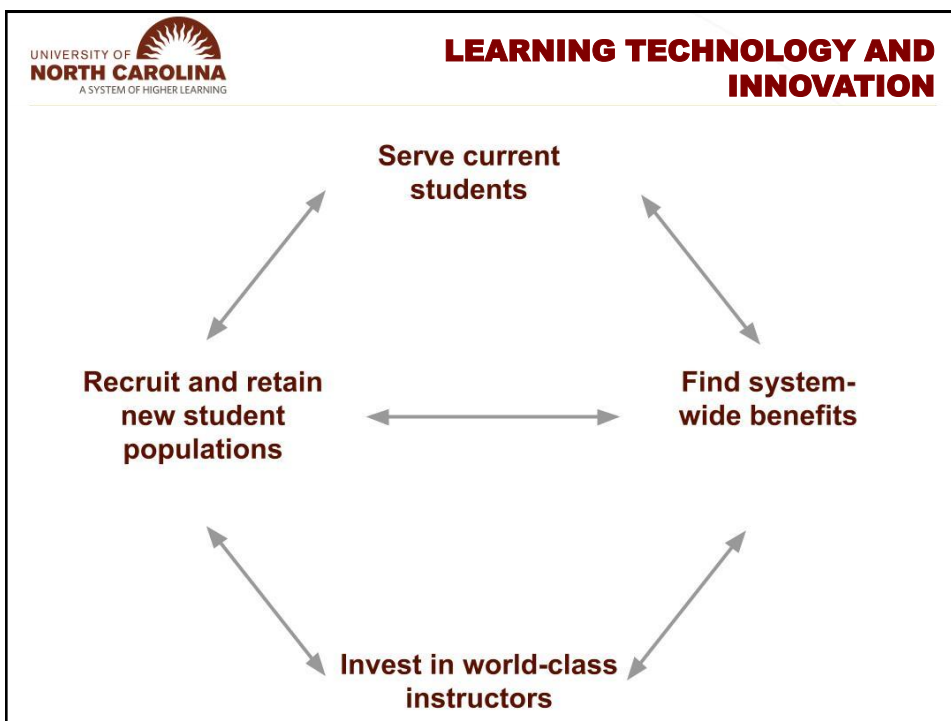 UNIVERSITY OF
NORTH CAROLINA
A SYSTEM OF HIGHER LEARNING
LEARNING TECHNOLOGY AND
INNOVATION
Serve current
students
Recruit and retain
new student
populations
Find system-
wide benefits
Invest in world-class
instructors